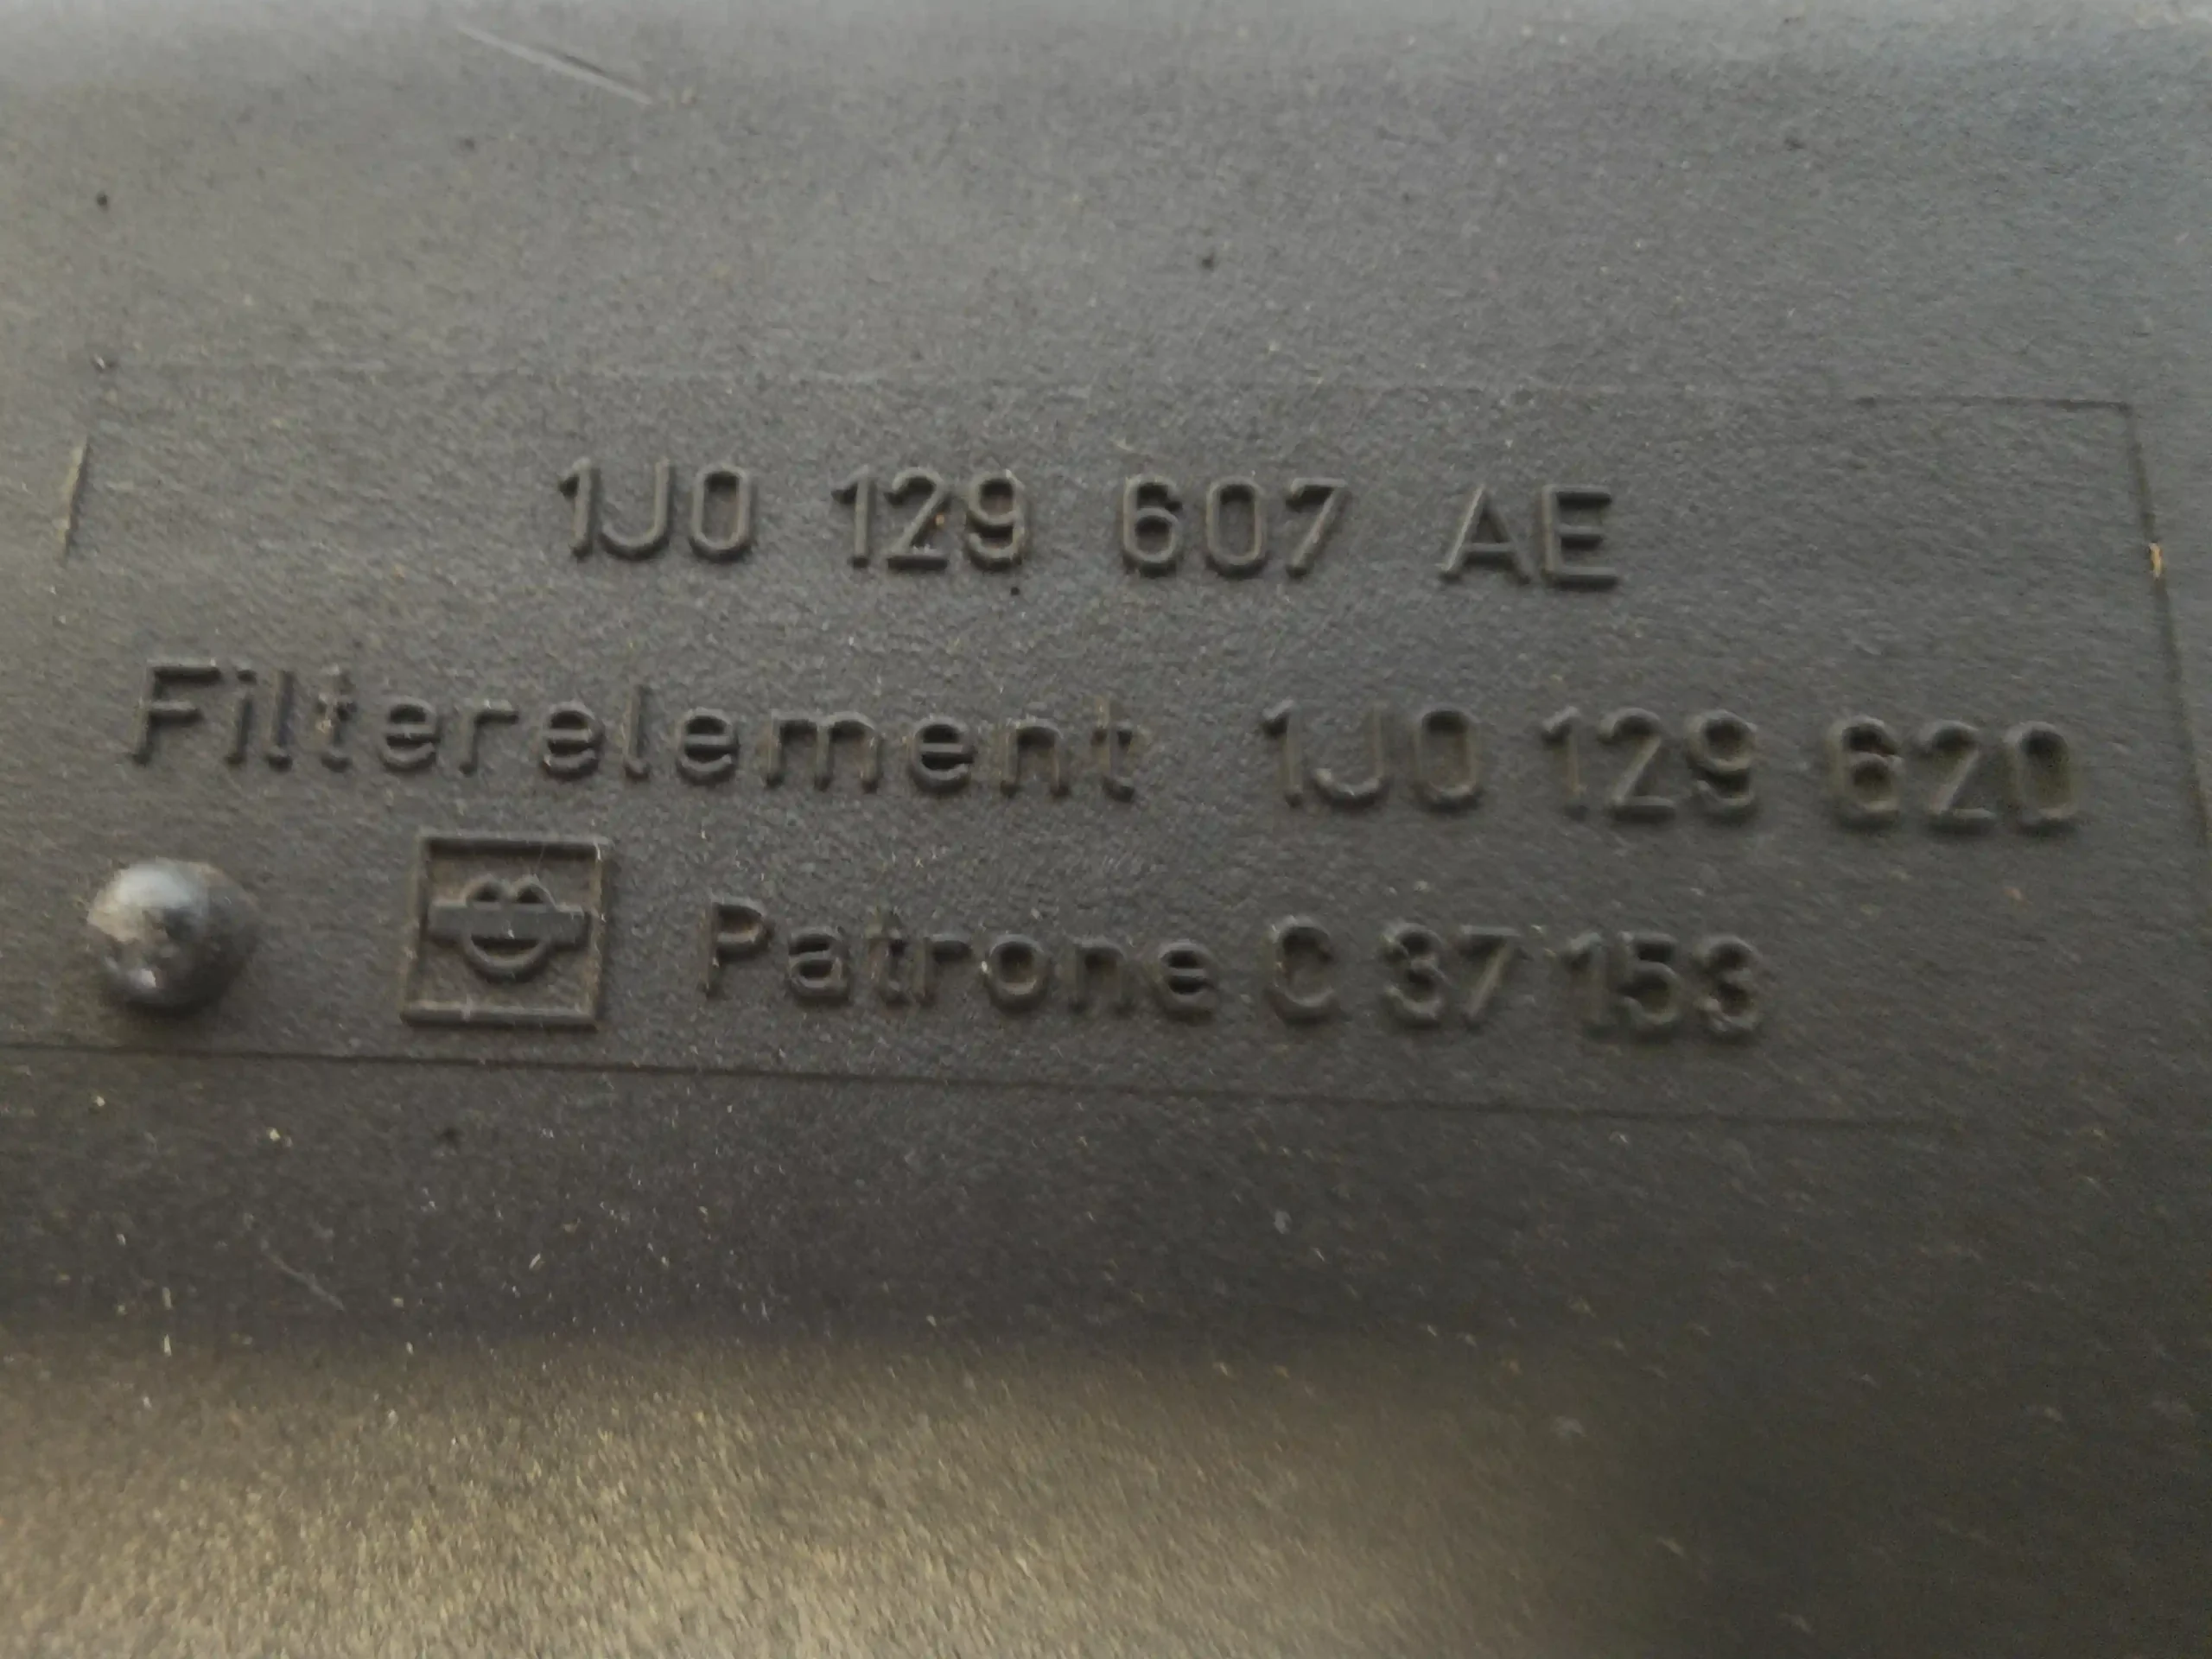 1J0 129 607 AE
Filterelement 1J0 129 620
Patrone C 37 153